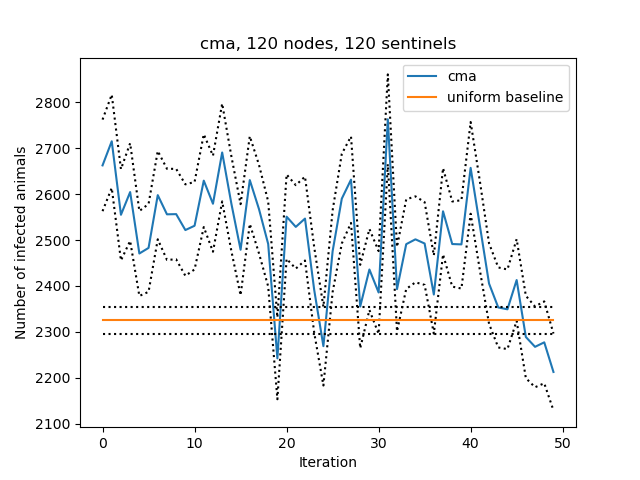 cma, 120 nodes, 120 sentinels
cma
uniform baseline
Number of infected animals
2800
2700
2600
2500
2400
2300
2200
2100
0 10 20 30 40 50
Iteration